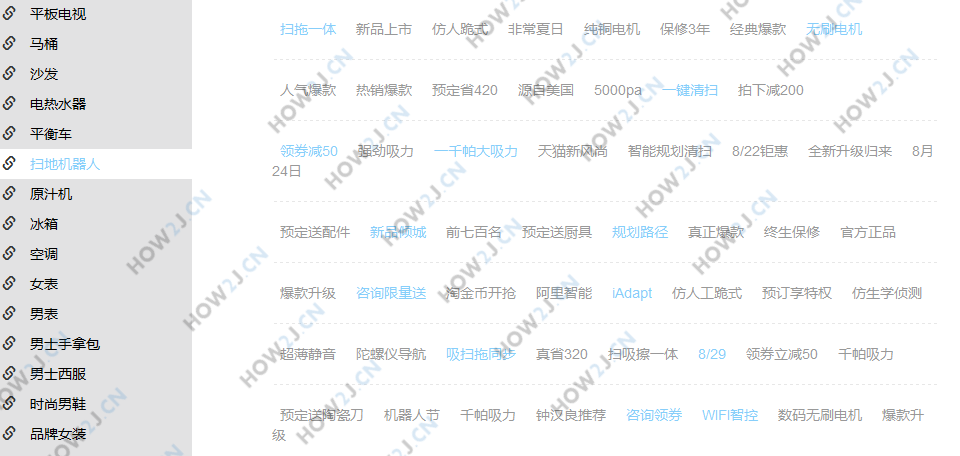 平板电视
马桶
沙发
电热水器
平衡车
扫地机器人
原汁机
冰箱
空调
女表
男表
男士手拿包
男士西服
时尚男鞋
品牌女装
扫拖一体 新品上市 仿人跪式 非常夏日 纯铜电机 保修3年 经典爆款 无刷电机
人气爆款 热销爆款 预定省420 源自美国 5000pa 一键清扫 拍下减200
领券减50 强劲吸力 一千帕大吸力 天猫新风尚 智能规划清扫 8/22钜惠 全新升级归来 8月
24日
预定送配件 新品倾城 前七百名 预定送厨具 规划路径 真正爆款 终生保修 官方正品
爆款升级 咨询限量送 淘金币开抢 阿里智能 iAdapt 仿人工跪式 预订享特权 仿生学侦测
超薄静音 陀螺仪导航 吸扫拖同步 真省320 扫吸擦一体 8/29 领券立减50 千帕吸力
预定送陶瓷刀 机器人节 千帕吸力 钟汉良推荐 咨询领券 WIFI智控 数码无刷电机 爆款升
级
HOW2J.CN